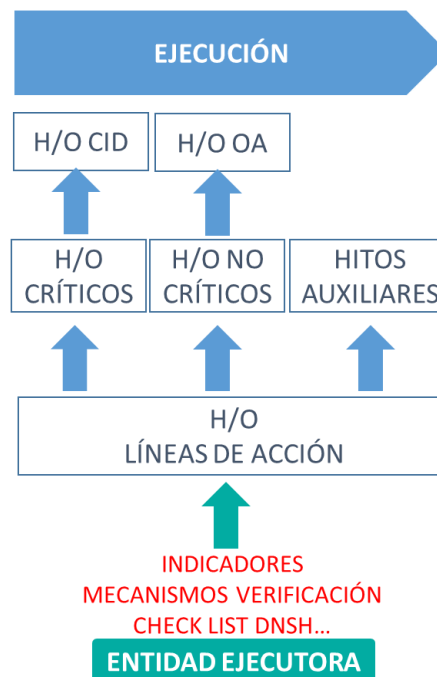 EJECUCIÓN
H/O CID
H/O OA
H/O
CRÍTICOS
H/O NO
CRÍTICOS
HITOS
AUXILIARES
H/O
LÍNEAS DE ACCIÓN
INDICADORES
MECANISMOS VERIFICACIÓN
CHECK LIST DNSH...
ENTIDAD EJECUTORA